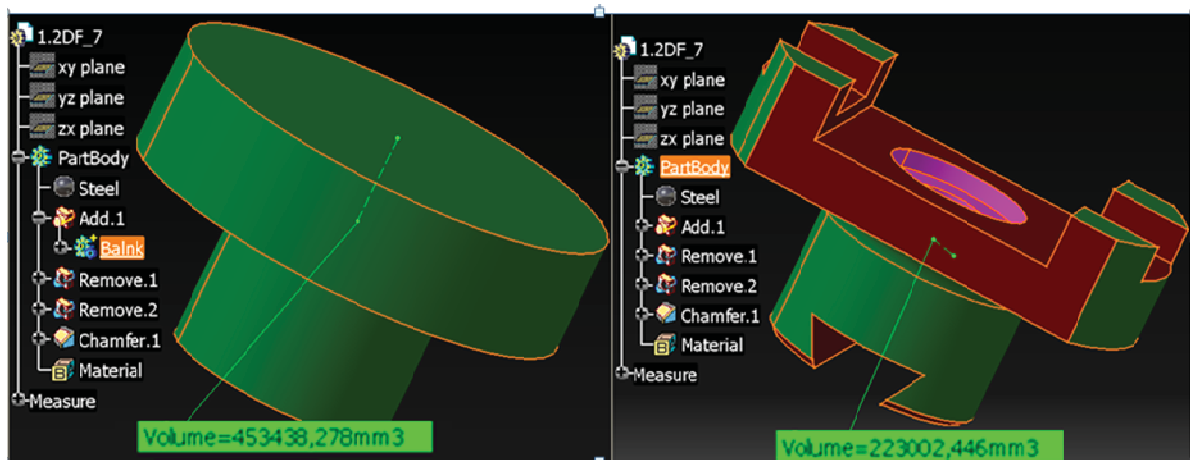 1.2DF_7
xy plane
yz plane
zx plane
PartBody
Steel
Add.1
Balnk
Remove.1
Remove.2
Chamfer.1
Material
Measure
Volume=453438,278mm3
1.2DF_7
xy plane
yz plane
zx plane
PartBody
Steel
Add.1
Remove.1
Remove.2
Chamfer.1
Material
Measure
Volume=223002,446mm3